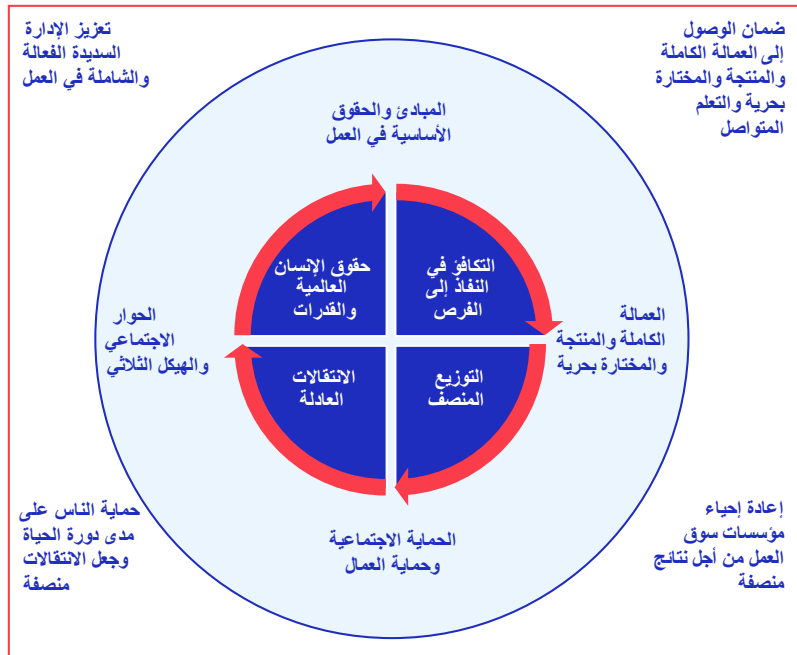 ضمان الوصول
إلى العمالة الكاملة
والمنتجة والمختارة
بحرية والتعلم
المتواصل
تعزيز الإدارة
السديدة الفعالة
والشاملة في العمل
المبادئ والحقوق
الأساسية في العمل
التكافؤ في
النفاذ إلى
الفرص
حقوق الإنسان
العالمية
والقدرات
العمالة
الكاملة والمنتجة
والمختارة بحرية
الحوار
الاجتماعي
والهيكل الثلاثي
التوزيع
المنصف
الانتقالات
العادلة
الحماية الاجتماعية
وحماية العمال
إعادة إحياء
مؤسسات سوق
العمل من أجل نتائج
منصفة
حماية الناس على
مدى دورة الحياة
وجعل الانتقالات
منصفة